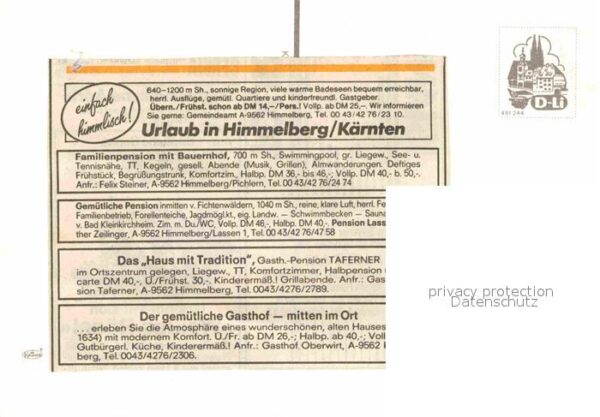 einfach
himmlisch!
640–1200 m Sh., sonnige Region, viele warme Badeseen bequem erreichbar,
herrl. Ausflüge, gemütl. Quartiere und kinderfreundl. Gastgeber.
Übern./Frühst. schon ab DM 14,–/Pers.! Vollp. ab DM 25,–. Wir informieren
Sie gerne: Gemeindeamt A-9562 Himmelberg, Tel. 00 43/42 76/23 10.
Urlaub in Himmelberg/Kärnten
Familienpension mit Bauernhof, 700 m Sh., Swimmingpool, gr. Liegew., See- u.
Tennisnähe, TT, Kegeln, gesell. Abende (Musik, Grillen), Almwanderungen. Deftiges
Frühstück, Begrüßungstrunk, Komfortzim., Halbp. DM 36,- bis 46,-; Vollp. DM 40,- b. 50,-.
Anfr.: Felix Steiner, A-9562 Himmelberg/Pichlern, Tel. 00 43/42 76/24 74
Gemütliche Pension inmitten v. Fichtenwäldern, 1040 m Sh., reine, klare Luft, herrl. Fe
Familienbetrieb, Forellenteiche, Jagdmögl.kt., eig. Landw. — Schwimmbecken — Sauna
v. Bad Kleinkirchheim. Zim. m. Du./WC, Vollp. DM 46,-, Halbp. DM 40,-. Pension Lass
ther Zeilinger, A-9562 Himmelberg/Lassen 1, Tel. 00 43/42 76/47 58
Das „Haus mit Tradition", Gasth.-Pension TAFERNER
im Ortszentrum gelegen, Liegew., TT, Komfortzimmer, Halbpension
carte DM 40,-, Ü./Frühst. 30,-. Kinderermäß.! Grillabende. Anfr.: Gas
sion Taferner, A-9562 Himmelberg, Tel. 0043/4276/2789.
Der gemütliche Gasthof — mitten im Ort
... erleben Sie die Atmosphäre eines wunderschönen, alten Hauses
1634) mit modernem Komfort. Ü./Fr. ab DM 26,-; Halbp. ab 40,-; Vol
Gutbürgerl. Küche, Kinderermäß.! Anfr.: Gasthof Oberwirt, A-9562
berg, Tel. 0043/4276/2306.
D-Li
privacy protection
Datenschutz